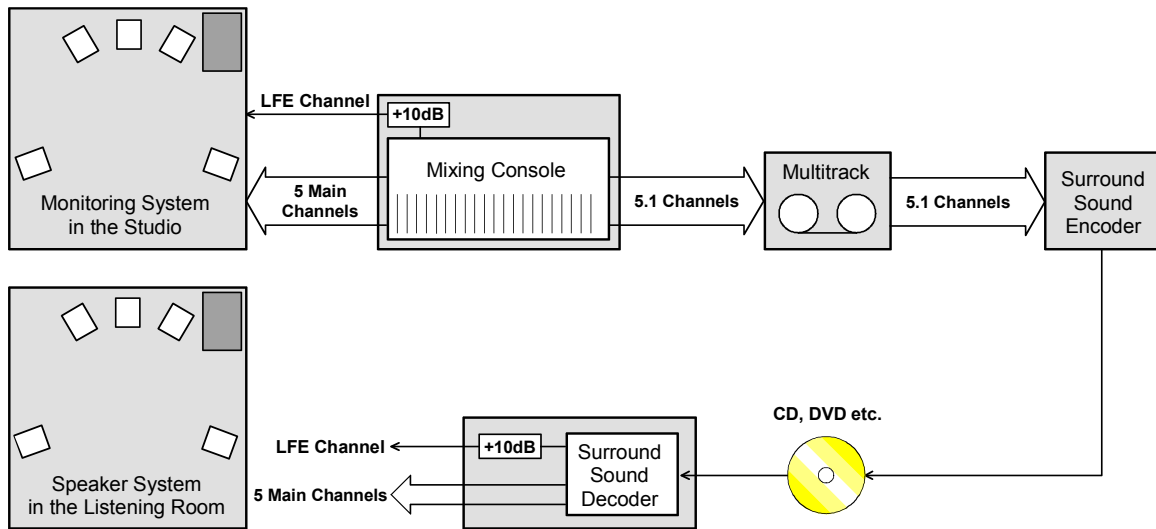 LFE Channel
+10dB
Mixing Console
5 Main
Channels
Monitoring System
in the Studio
5.1 Channels
Multitrack
5.1 Channels
Surround
Sound
Encoder
CD, DVD etc.
LFE Channel
+10dB
Surround
Sound
Decoder
5 Main Channels
Speaker System
in the Listening Room